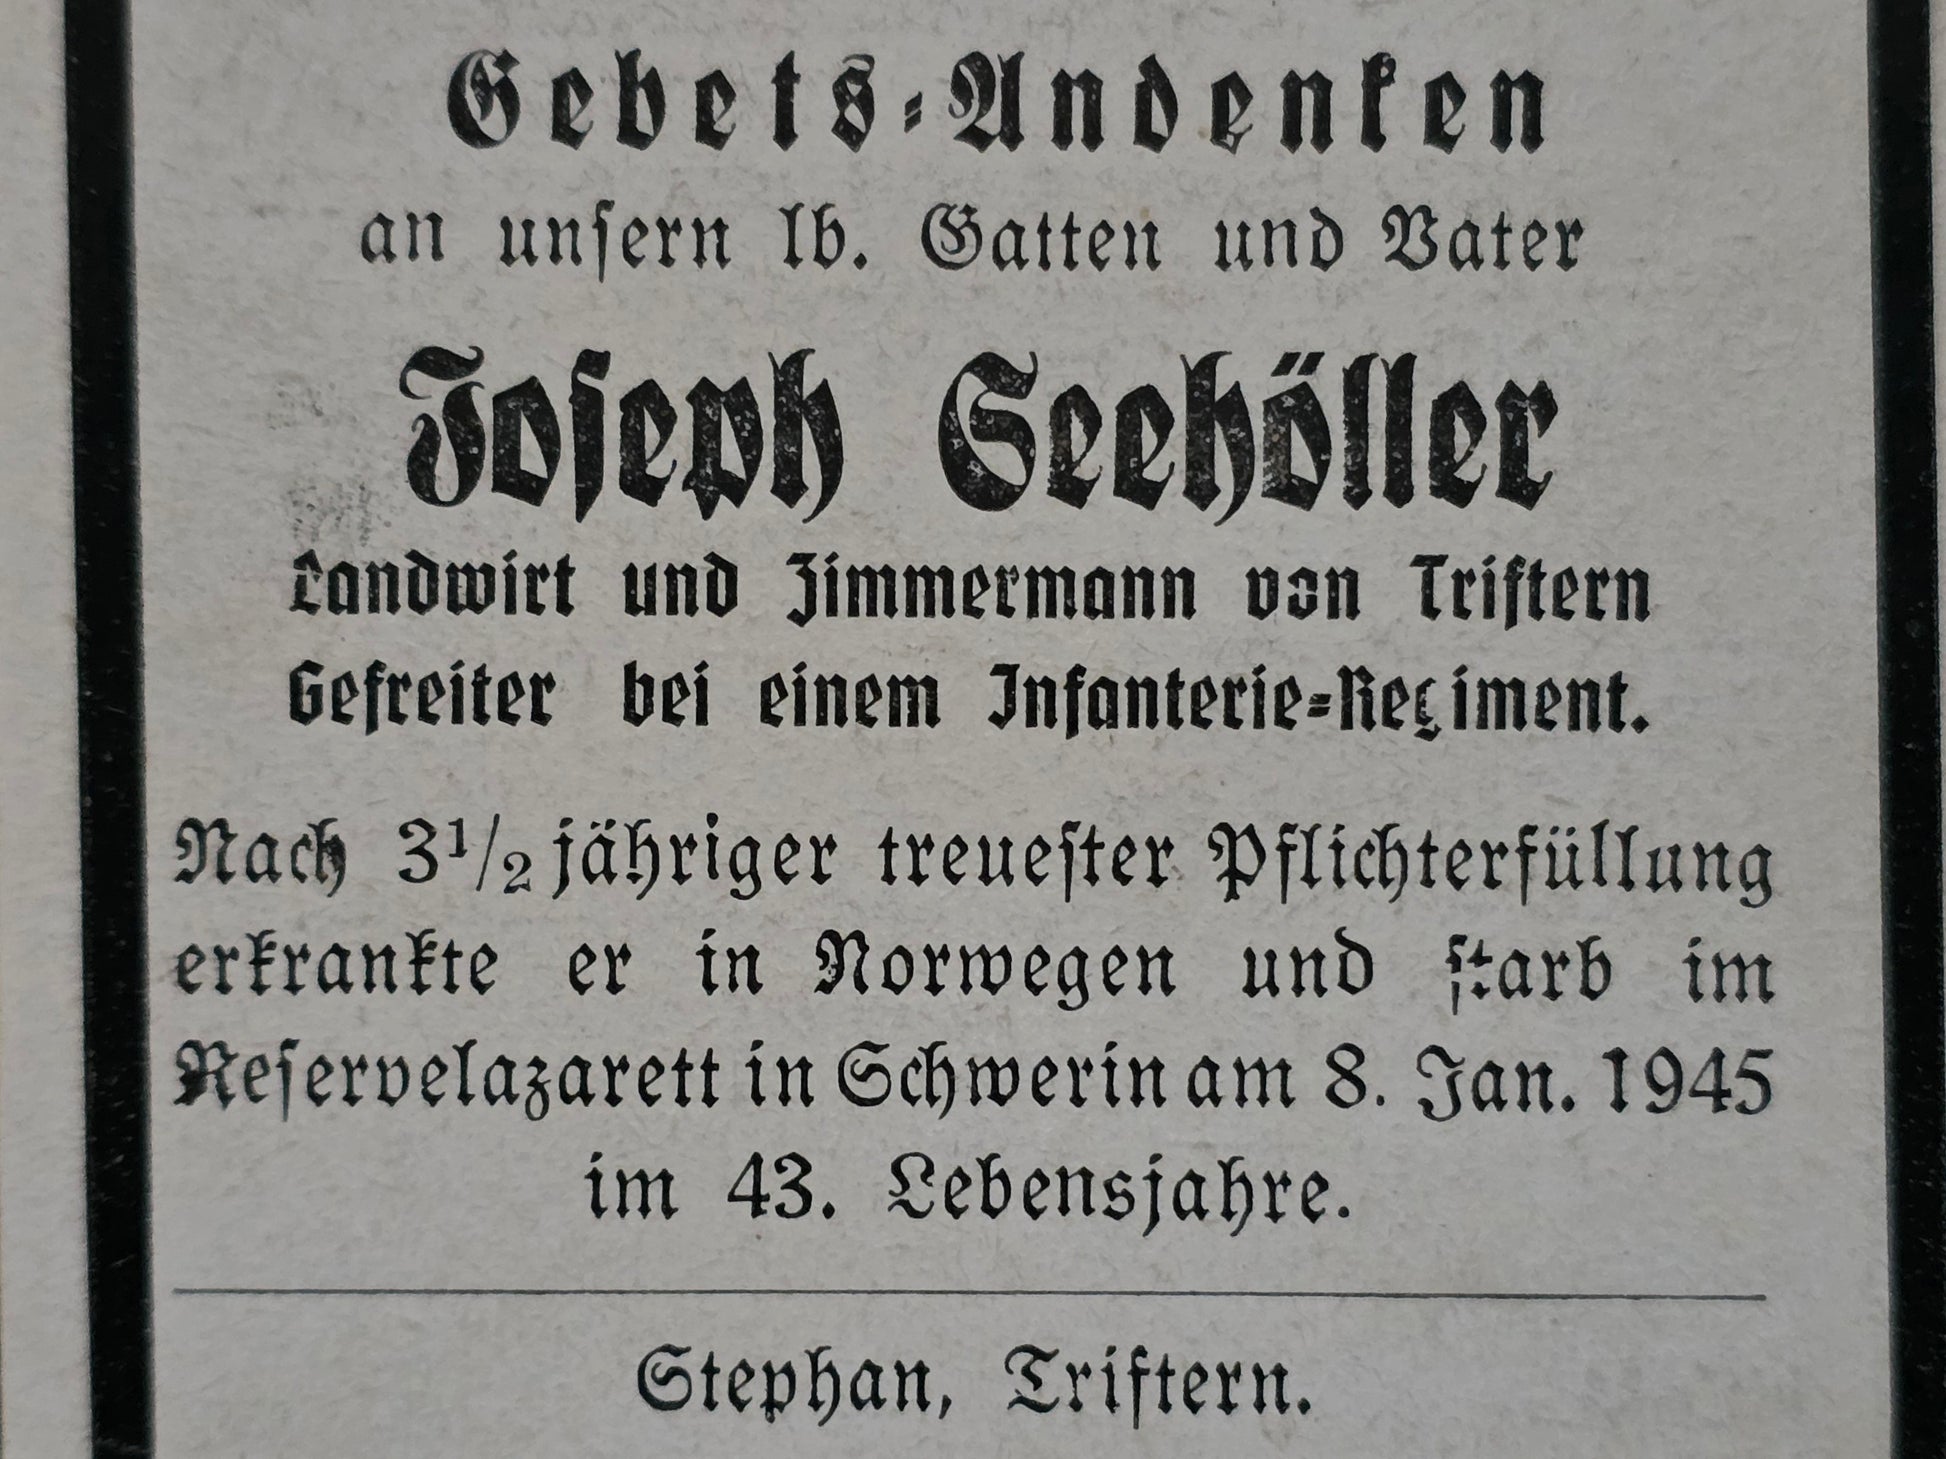 Gebets-Andenken
an unsern lb. Gatten und Vater
Joseph Seehöller
Landwirt und Zimmermann von Triftern
Gefreiter bei einem Infanterie-Regiment.
Nach 3 1/2 jähriger treuester Pflichterfüllung
erkrankte er in Norwegen und starb im
Reservelazarett in Schwerin am 8. Jan. 1945
im 43. Lebensjahre.
Stephan, Triftern.